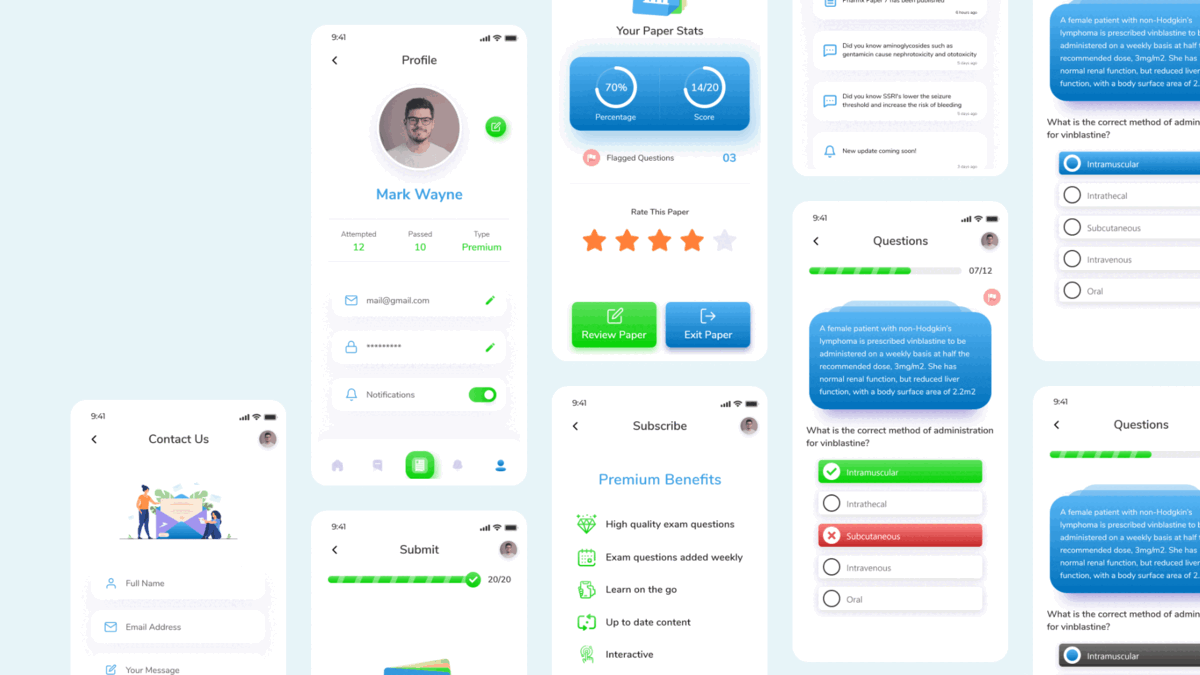 9:41
Contact Us
Full Name
Email Address
Your Message
9:41
Profile
Mark Wayne
Attempted
12
Passed
10
Type
Premium
mail@gmail.com
*********
Notifications
9:41
Submit
20/20
Your Paper Stats
70%
Percentage
14/20
Score
Flagged Questions
03
Rate This Paper
Review Paper
Exit Paper
9:41
Subscribe
Premium Benefits
High quality exam questions
Exam questions added weekly
Learn on the go
Up to date content
Interactive
Paper 7 has been published
6 hours ago
Did you know aminoglycosides such as
gentamicin cause nephrotoxicity and ototoxicity
5 days ago
Did you know SSRI's lower the seizure
threshold and increase the risk of bleeding
5 days ago
New update coming soon!
5 days ago
9:41
Questions
07/12
A female patient with non-Hodgkin's
lymphoma is prescribed vinblastine to be
administered on a weekly basis at half the
recommended dose, 3mg/m2. She has
normal renal function, but reduced liver
function, with a body surface area of 2.2m2
What is the correct method of administration
for vinblastine?
Intramuscular
Intrathecal
Subcutaneous
Intravenous
Oral
A female patient with non-Hodgkin's
lymphoma is prescribed vinblastine to b
administered on a weekly basis at half t
recommended dose, 3mg/m2. She has
normal renal function, but reduced liver
function, with a body surface area of 2.
What is the correct method of admin
for vinblastine?
Intramuscular
Intrathecal
Subcutaneous
Intravenous
Oral
9:41
Questions
A female patient with non-Hodgkin's
lymphoma is prescribed vinblastine to b
administered on a weekly basis at half t
recommended dose, 3mg/m2. She has
normal renal function, but reduced liver
function, with a body surface area of 2.
What is the correct method of admin
for vinblastine?
Intramuscular